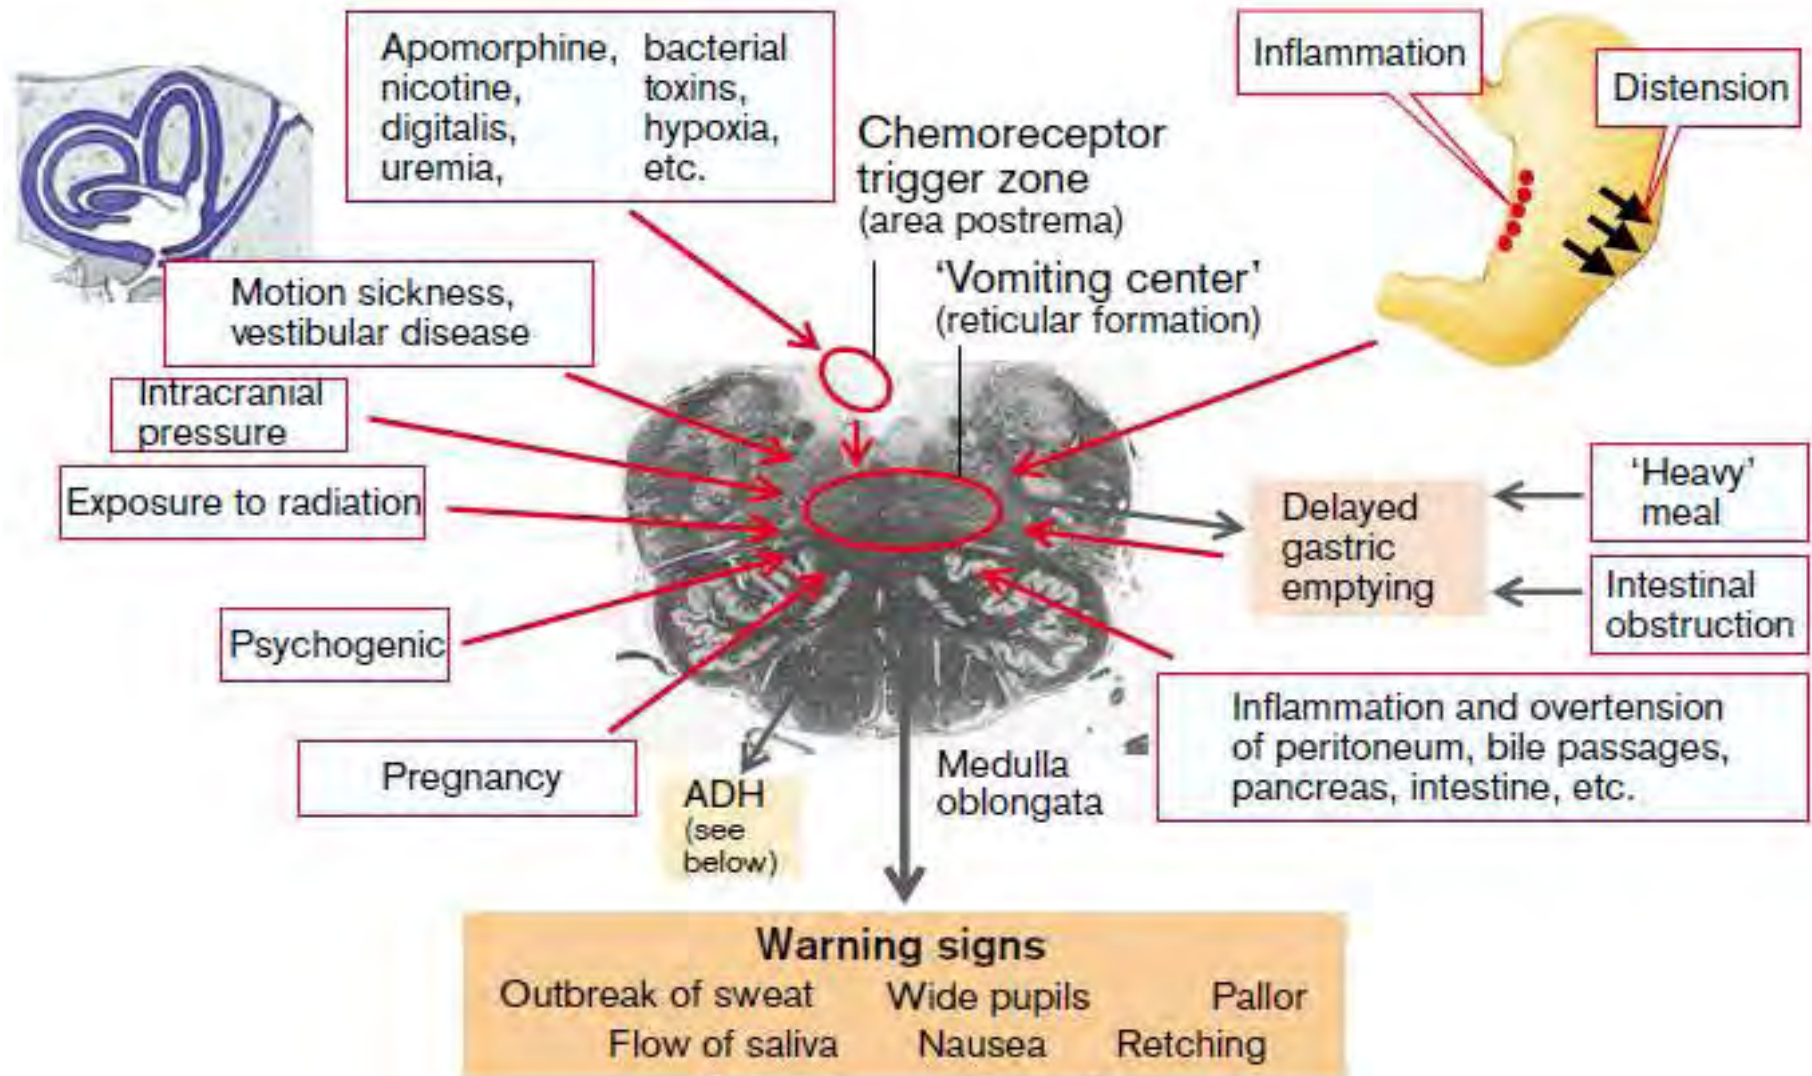 Apomorphine, bacterial
nicotine, toxins,
digitalis, hypoxia,
uremia, etc.
Inflammation
Distension
Chemoreceptor
trigger zone
(area postrema)
'Vomiting center'
(reticular formation)
Motion sickness,
vestibular disease
Intracranial
pressure
Exposure to radiation
Psychogenic
Pregnancy
Delayed
gastric
emptying
'Heavy'
meal
Intestinal
obstruction
Inflammation and overtension
of peritoneum, bile passages,
pancreas, intestine, etc.
ADH
(see
below)
Medulla
oblongata
Warning signs
Outbreak of sweat Wide pupils Pallor
Flow of saliva Nausea Retching